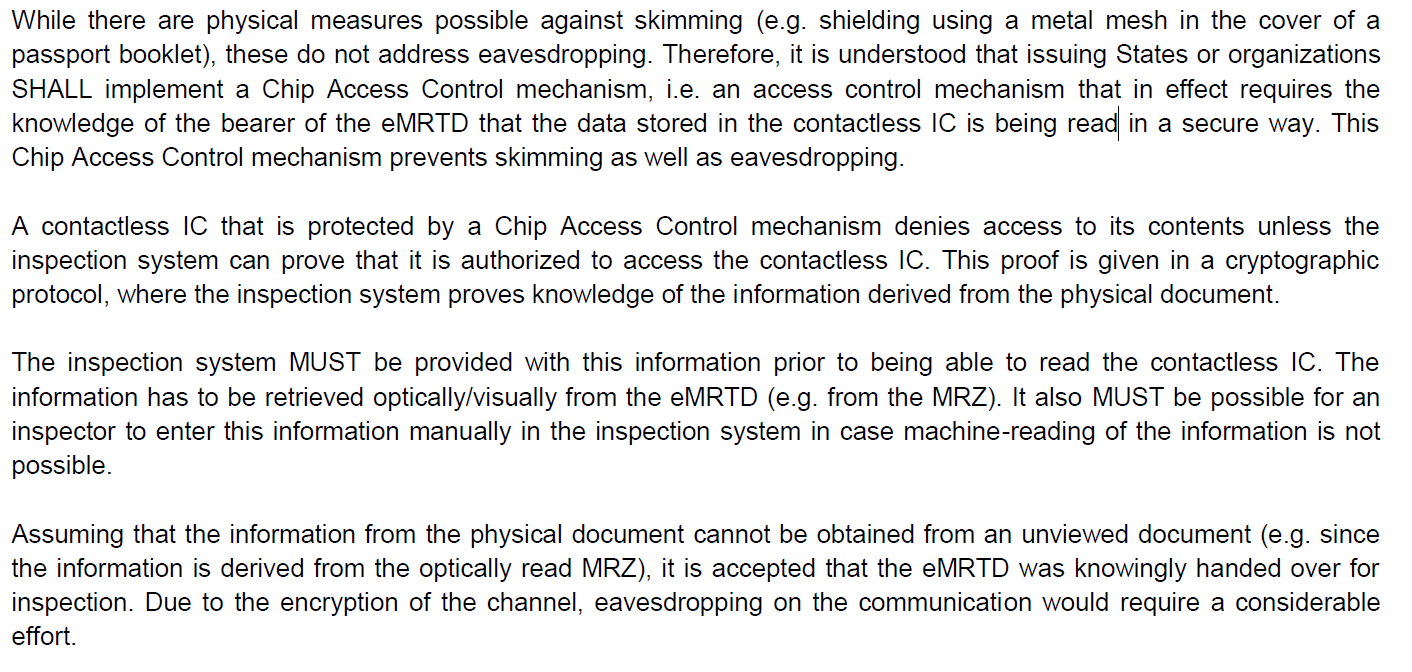 While there are physical measures possible against skimming (e.g. shielding using a metal mesh in the cover of a
passport booklet), these do not address eavesdropping. Therefore, it is understood that issuing States or organizations
SHALL implement a Chip Access Control mechanism, i.e. an access control mechanism that in effect requires the
knowledge of the bearer of the eMRTD that the data stored in the contactless IC is being read in a secure way. This
Chip Access Control mechanism prevents skimming as well as eavesdropping.
A contactless IC that is protected by a Chip Access Control mechanism denies access to its contents unless the
inspection system can prove that it is authorized to access the contactless IC. This proof is given in a cryptographic
protocol, where the inspection system proves knowledge of the information derived from the physical document.
The inspection system MUST be provided with this information prior to being able to read the contactless IC. The
information has to be retrieved optically/visually from the eMRTD (e.g. from the MRZ). It also MUST be possible for an
inspector to enter this information manually in the inspection system in case machine-reading of the information is not
possible.
Assuming that the information from the physical document cannot be obtained from an unviewed document (e.g. since
the information is derived from the optically read MRZ), it is accepted that the eMRTD was knowingly handed over for
inspection. Due to the encryption of the channel, eavesdropping on the communication would require a considerable
effort.